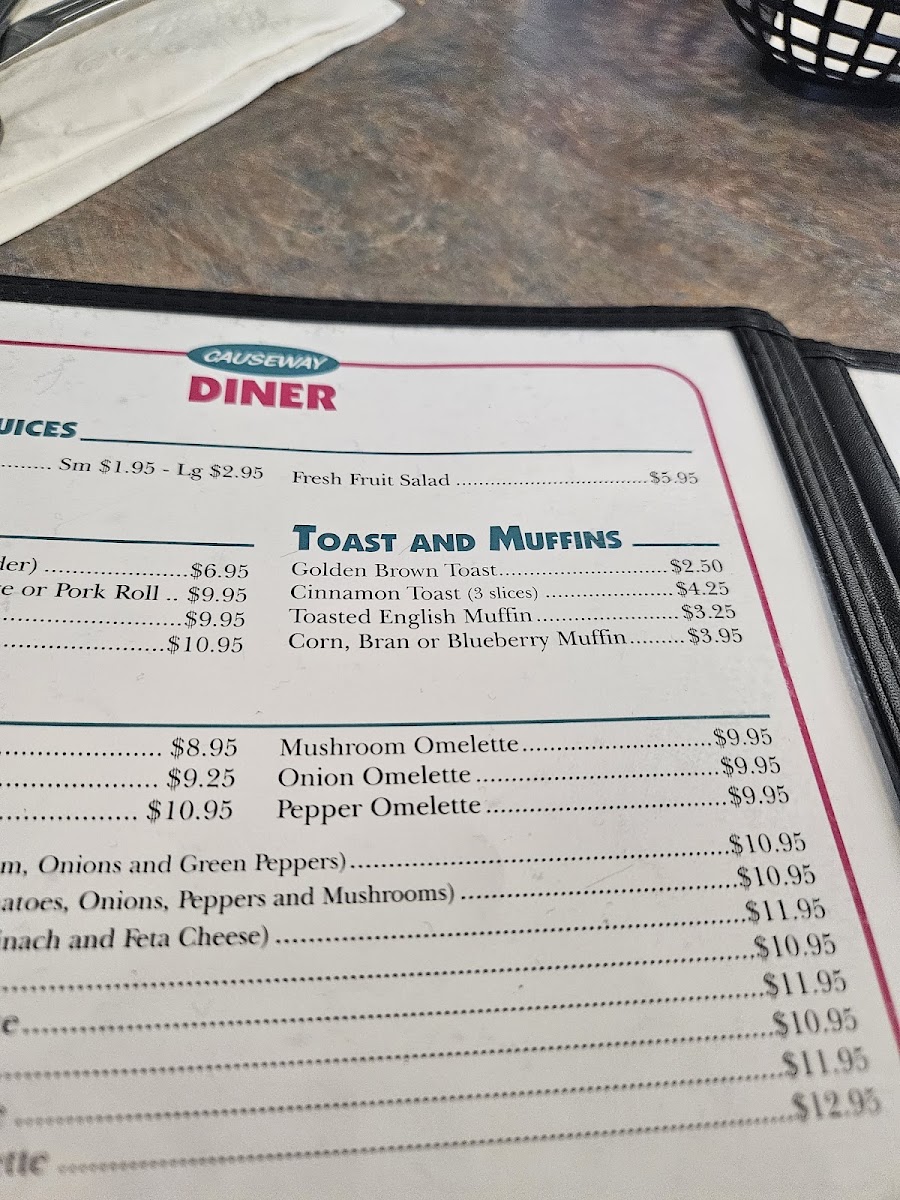 CAUSEWAY
DINER
UICES
Sm $1.95 - Lg $2.95
Fresh Fruit Salad $5.95
der) $6.95
e or Pork Roll .. $9.95
$9.95
$10.95
TOAST AND MUFFINS
Golden Brown Toast $2.50
Cinnamon Toast (3 slices) $4.25
Toasted English Muffin $3.25
Corn, Bran or Blueberry Muffin $3.95
$8.95
$9.25
$10.95
Mushroom Omelette $9.95
Onion Omelette $9.95
Pepper Omelette $9.95
m, Onions and Green Peppers) $10.95
atoes, Onions, Peppers and Mushrooms) $10.95
inach and Feta Cheese) $11.95
$10.95
e $11.95
$10.95
$11.95
ette $12.95